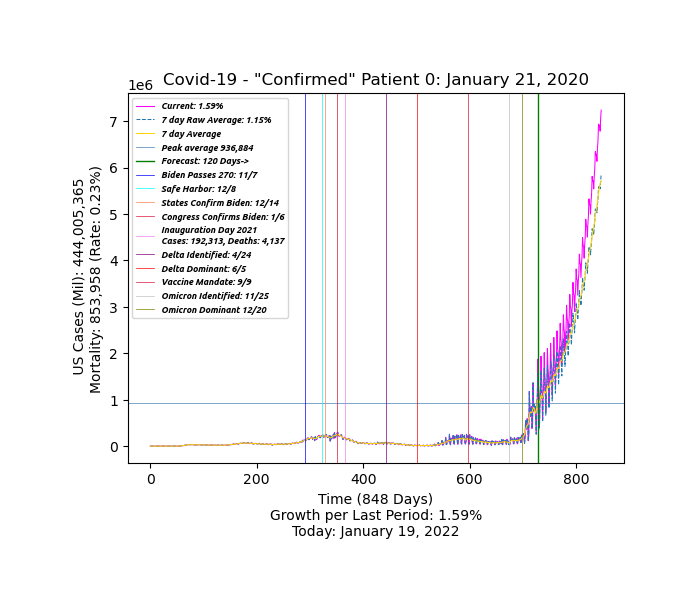 Covid-19 - "Confirmed" Patient 0: January 21, 2020
1e6
Current: 1.59%
7 day Raw Average: 1.15%
7 day Average
Peak average 936,884
Forecast: 120 Days->
Biden Passes 270: 11/7
Safe Harbor: 12/8
States Confirm Biden: 12/14
Congress Confirms Biden: 1/6
Inauguration Day 2021
Cases: 192,313, Deaths: 4,137
Delta Identified: 4/24
Delta Dominant: 6/5
Vaccine Mandate: 9/9
Omicron Identified: 11/25
Omicron Dominant 12/20
7
6
5
4
3
2
1
0
US Cases (Mil): 444,005,365
Mortality: 853,958 (Rate: 0.23%)
0 200 400 600 800
Time (848 Days)
Growth per Last Period: 1.59%
Today: January 19, 2022